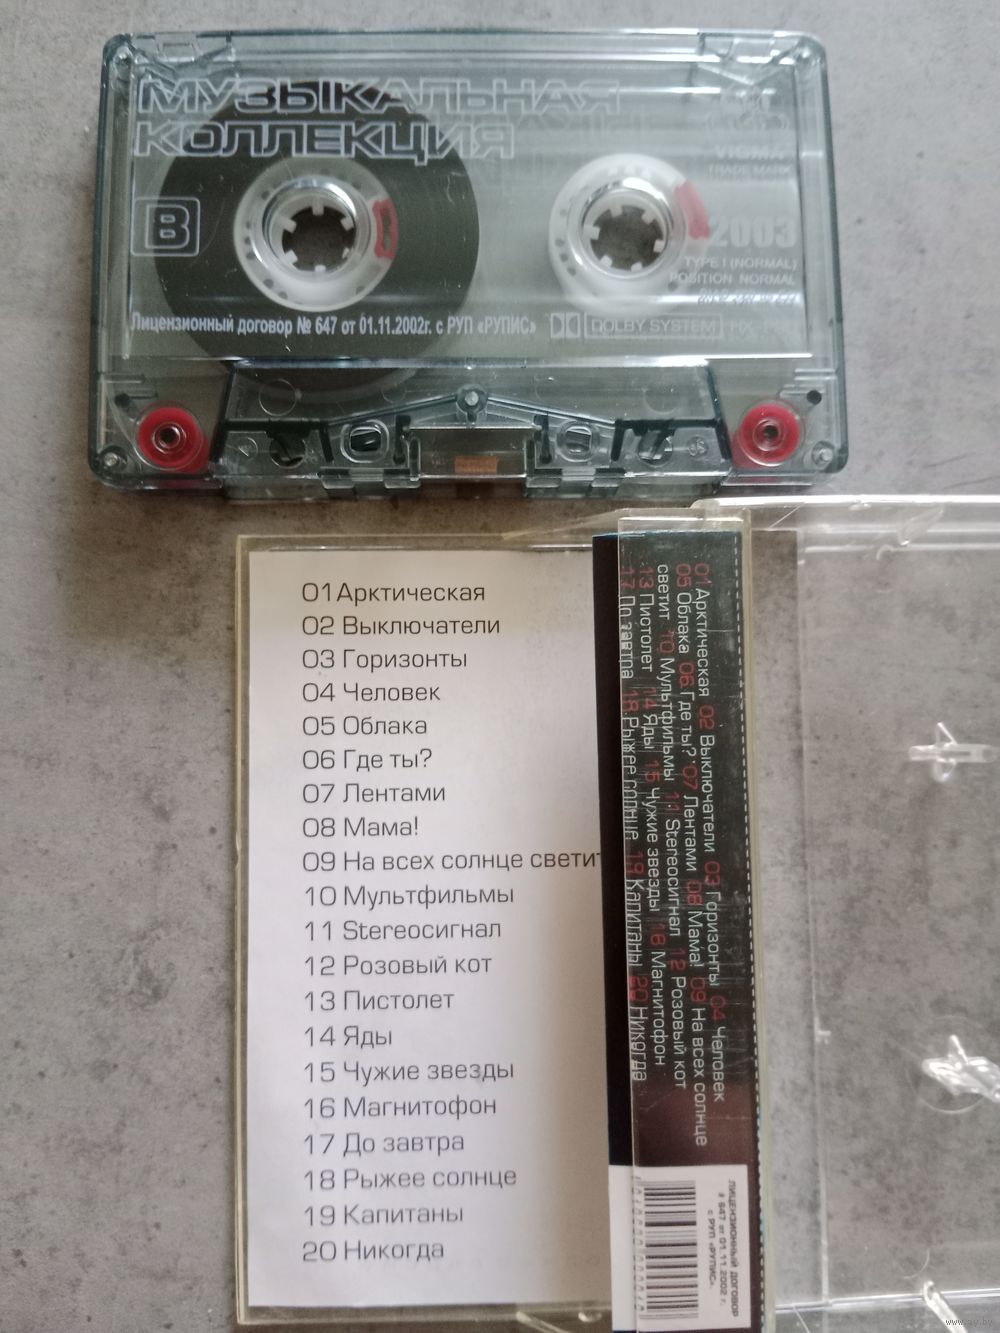 МУЗЫКАЛЬНАЯ
КОЛЛЕКЦИЯ
VIGMA
TRADE MARK
B
2003
TYPE I (NORMAL)
POSITION NORMAL
Лицензионный договор № 647 от 01.11.2002г. с РУП «РУПИС»
DOLBY SYSTEM
01 Арктическая
02 Выключатели
03 Горизонты
04 Человек
05 Облака
06 Где ты?
07 Лентами
08 Мама!
09 На всех солнце светит
10 Мультфильмы
11 Stereoсигнал
12 Розовый кот
13 Пистолет
14 Яды
15 Чужие звезды
16 Магнитофон
17 До завтра
18 Рыжее солнце
19 Капитаны
20 Никогда
01 Арктическая 02 Выключатели 03 Горизонты 04 Человек
05 Облака 06 Где ты? 07 Лентами 08 Мама! 09 На всех солнце
светит 10 Мультфильмы 11 Stereoсигнал 12 Розовый кот
13 Пистолет 14 Яды 15 Чужие звезды 16 Магнитофон
17 До завтра 18 Рыжее солнце 19 Капитаны 20 Никогда
ЛИЦЕНЗИОННЫЙ ДОГОВОР
# 647 от 01.11.2002 г.
с РУП «РУПИС».
www.ay.by